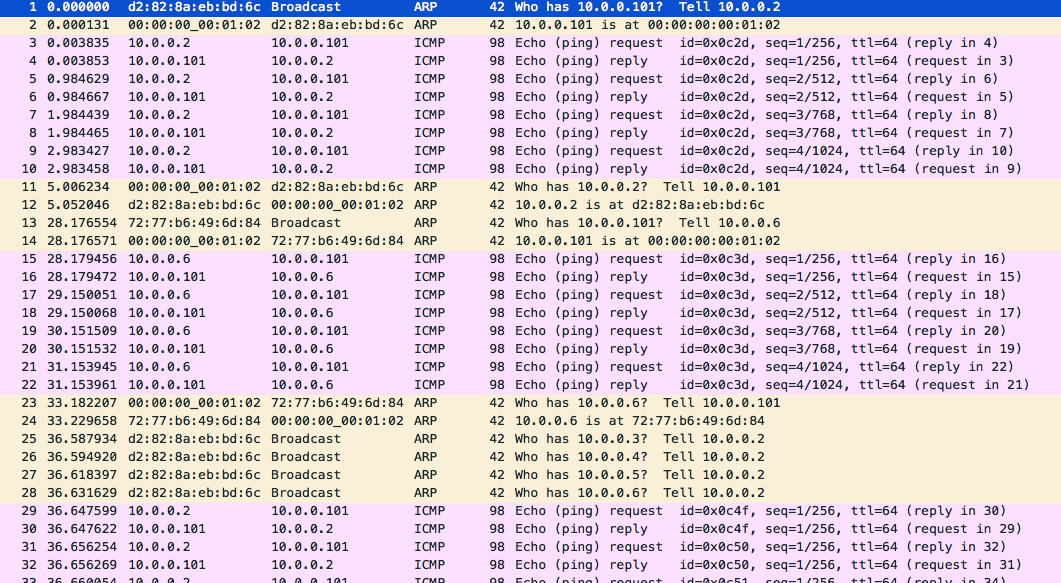 1 0.000000 d2:82:8a:eb:bd:6c Broadcast ARP 42 Who has 10.0.0.101? Tell 10.0.0.2
2 0.000131 00:00:00_00:01:02 d2:82:8a:eb:bd:6c ARP 42 10.0.0.101 is at 00:00:00:00:01:02
3 0.003835 10.0.0.2 10.0.0.101 ICMP 98 Echo (ping) request id=0x0c2d, seq=1/256, ttl=64 (reply in 4)
4 0.003853 10.0.0.101 10.0.0.2 ICMP 98 Echo (ping) reply id=0x0c2d, seq=1/256, ttl=64 (request in 3)
5 0.984629 10.0.0.2 10.0.0.101 ICMP 98 Echo (ping) request id=0x0c2d, seq=2/512, ttl=64 (reply in 6)
6 0.984667 10.0.0.101 10.0.0.2 ICMP 98 Echo (ping) reply id=0x0c2d, seq=2/512, ttl=64 (request in 5)
7 1.984439 10.0.0.2 10.0.0.101 ICMP 98 Echo (ping) request id=0x0c2d, seq=3/768, ttl=64 (reply in 8)
8 1.984465 10.0.0.101 10.0.0.2 ICMP 98 Echo (ping) reply id=0x0c2d, seq=3/768, ttl=64 (request in 7)
9 2.983427 10.0.0.2 10.0.0.101 ICMP 98 Echo (ping) request id=0x0c2d, seq=4/1024, ttl=64 (reply in 10)
10 2.983458 10.0.0.101 10.0.0.2 ICMP 98 Echo (ping) reply id=0x0c2d, seq=4/1024, ttl=64 (request in 9)
11 5.006234 00:00:00_00:01:02 d2:82:8a:eb:bd:6c ARP 42 Who has 10.0.0.2? Tell 10.0.0.101
12 5.052046 d2:82:8a:eb:bd:6c 00:00:00_00:01:02 ARP 42 10.0.0.2 is at d2:82:8a:eb:bd:6c
13 28.176554 72:77:b6:49:6d:84 Broadcast ARP 42 Who has 10.0.0.101? Tell 10.0.0.6
14 28.176571 00:00:00_00:01:02 72:77:b6:49:6d:84 ARP 42 10.0.0.101 is at 00:00:00:00:01:02
15 28.179456 10.0.0.6 10.0.0.101 ICMP 98 Echo (ping) request id=0x0c3d, seq=1/256, ttl=64 (reply in 16)
16 28.179472 10.0.0.101 10.0.0.6 ICMP 98 Echo (ping) reply id=0x0c3d, seq=1/256, ttl=64 (request in 15)
17 29.150051 10.0.0.6 10.0.0.101 ICMP 98 Echo (ping) request id=0x0c3d, seq=2/512, ttl=64 (reply in 18)
18 29.150068 10.0.0.101 10.0.0.6 ICMP 98 Echo (ping) reply id=0x0c3d, seq=2/512, ttl=64 (request in 17)
19 30.151509 10.0.0.6 10.0.0.101 ICMP 98 Echo (ping) request id=0x0c3d, seq=3/768, ttl=64 (reply in 20)
20 30.151532 10.0.0.101 10.0.0.6 ICMP 98 Echo (ping) reply id=0x0c3d, seq=3/768, ttl=64 (request in 19)
21 31.153945 10.0.0.6 10.0.0.101 ICMP 98 Echo (ping) request id=0x0c3d, seq=4/1024, ttl=64 (reply in 22)
22 31.153961 10.0.0.101 10.0.0.6 ICMP 98 Echo (ping) reply id=0x0c3d, seq=4/1024, ttl=64 (request in 21)
23 33.182207 00:00:00_00:01:02 72:77:b6:49:6d:84 ARP 42 Who has 10.0.0.6? Tell 10.0.0.101
24 33.229658 72:77:b6:49:6d:84 00:00:00_00:01:02 ARP 42 10.0.0.6 is at 72:77:b6:49:6d:84
25 36.587934 d2:82:8a:eb:bd:6c Broadcast ARP 42 Who has 10.0.0.3? Tell 10.0.0.2
26 36.594920 d2:82:8a:eb:bd:6c Broadcast ARP 42 Who has 10.0.0.4? Tell 10.0.0.2
27 36.618397 d2:82:8a:eb:bd:6c Broadcast ARP 42 Who has 10.0.0.5? Tell 10.0.0.2
28 36.631629 d2:82:8a:eb:bd:6c Broadcast ARP 42 Who has 10.0.0.6? Tell 10.0.0.2
29 36.647599 10.0.0.2 10.0.0.101 ICMP 98 Echo (ping) request id=0x0c4f, seq=1/256, ttl=64 (reply in 30)
30 36.647622 10.0.0.101 10.0.0.2 ICMP 98 Echo (ping) reply id=0x0c4f, seq=1/256, ttl=64 (request in 29)
31 36.656254 10.0.0.2 10.0.0.101 ICMP 98 Echo (ping) request id=0x0c50, seq=1/256, ttl=64 (reply in 32)
32 36.656269 10.0.0.101 10.0.0.2 ICMP 98 Echo (ping) reply id=0x0c50, seq=1/256, ttl=64 (request in 31)
33 36.660054 10.0.0.2 10.0.0.101 ICMP 98 Echo (ping) request id=0x0c51, seq=1/256, ttl=64 (reply in 34)